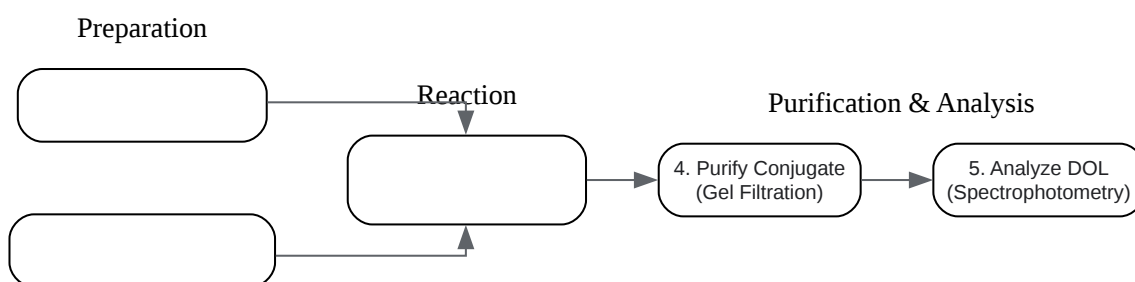 Preparation
Reaction
Purification & Analysis
4. Purify Conjugate
(Gel Filtration)
5. Analyze DOL
(Spectrophotometry)